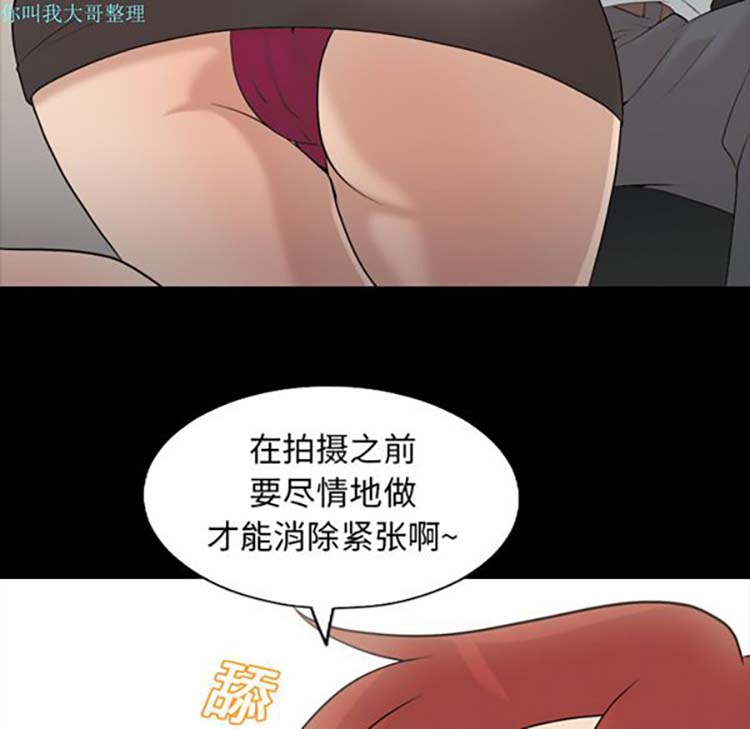 你叫我大哥整理
在拍摄之前
要尽情地做
才能消除紧张啊~
舔